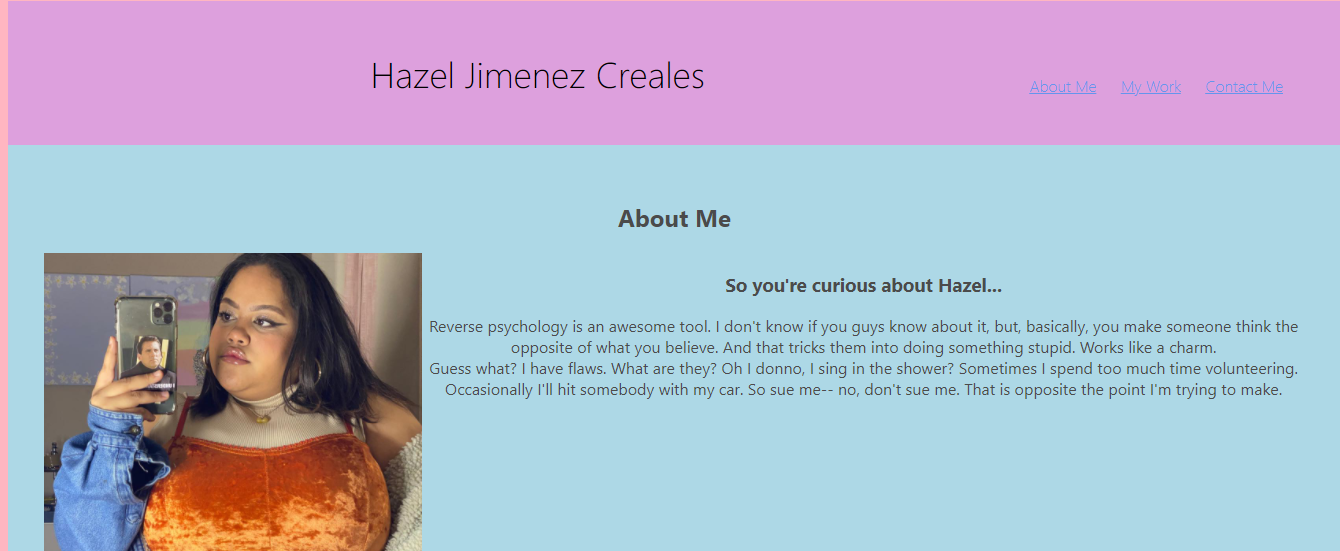 Hazel Jimenez Creales
About Me
My Work
Contact Me
About Me
So you're curious about Hazel...
Reverse psychology is an awesome tool. I don't know if you guys know about it, but, basically, you make someone think the
opposite of what you believe. And that tricks them into doing something stupid. Works like a charm.
Guess what? I have flaws. What are they? Oh I donno, I sing in the shower? Sometimes I spend too much time volunteering.
Occasionally I'll hit somebody with my car. So sue me-- no, don't sue me. That is opposite the point I'm trying to make.